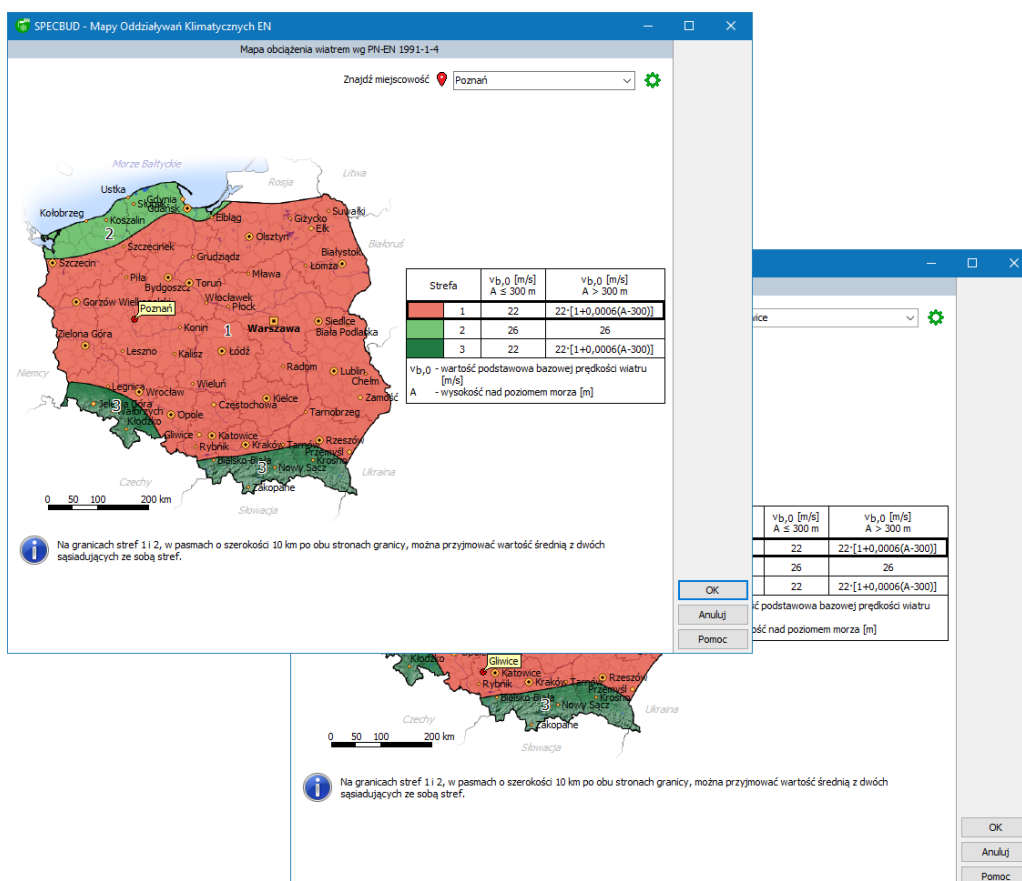 SPECBUD - Mapy Oddziaływań Klimatycznych EN
Mapa obciążenia wiatrem wg PN-EN 1991-1-4
Znajdź miejscowość Poznań
Morze Bałtyckie
Litwa
Rosja
Ustka
Gdynia
Słupsk
Gdańsk
Suwałki
Kołobrzeg
Koszalin
Elbląg
Giżycko
Ełk
2
Olsztyn
Białoruś
Szczecinek
Grudziądz
Białystok
Szczecin
Łomża
Piła
Mława
Bydgoszcz
Toruń
Gorzów Wielkopolski
Włocławek
Płock
Poznań
Konin
1
Warszawa
Siedlce
Zielona Góra
Biała Podlaska
Leszno
Kalisz
Łódź
Radom
Lublin
Niemcy
Chełm
Legnica
Wrocław
Wieluń
Kielce
Zamość
Jelenia Góra
3
Wałbrzych
Częstochowa
Opole
Tarnobrzeg
Kłodzko
Gliwice
Katowice
Rybnik
Kraków
Tarnów
Rzeszów
Przemyśl
Bielsko-Biała
3
Nowy Sącz
Krosno
Ukraina
Czechy
Zakopane
Słowacja
0 50 100 200 km
Strefa vb,0 [m/s] A ≤ 300 m vb,0 [m/s] A > 300 m
1 22 22·[1+0,0006(A-300)]
2 26 26
3 22 22·[1+0,0006(A-300)]
vb,0 - wartość podstawowa bazowej prędkości wiatru
[m/s]
A - wysokość nad poziomem morza [m]
Na granicach stref 1 i 2, w pasmach o szerokości 10 km po obu stronach granicy, można przyjmować wartość średnią z dwóch
sąsiadujących ze sobą stref.
OK
Anuluj
Pomoc
wice
vb,0 [m/s] A ≤ 300 m vb,0 [m/s] A > 300 m
22 22·[1+0,0006(A-300)]
26 26
22 22·[1+0,0006(A-300)]
ść podstawowa bazowej prędkości wiatru
ość nad poziomem morza [m]
Kłodzko
Gliwice
Katowice
Rybnik
Kraków
Tarnów
Rzeszów
Przemyśl
Bielsko-Biała
3
Nowy Sącz
Krosno
Ukraina
Czechy
Zakopane
Słowacja
0 50 100 200 km
Na granicach stref 1 i 2, w pasmach o szerokości 10 km po obu stronach granicy, można przyjmować wartość średnią z dwóch
sąsiadujących ze sobą stref.
OK
Anuluj
Pomoc